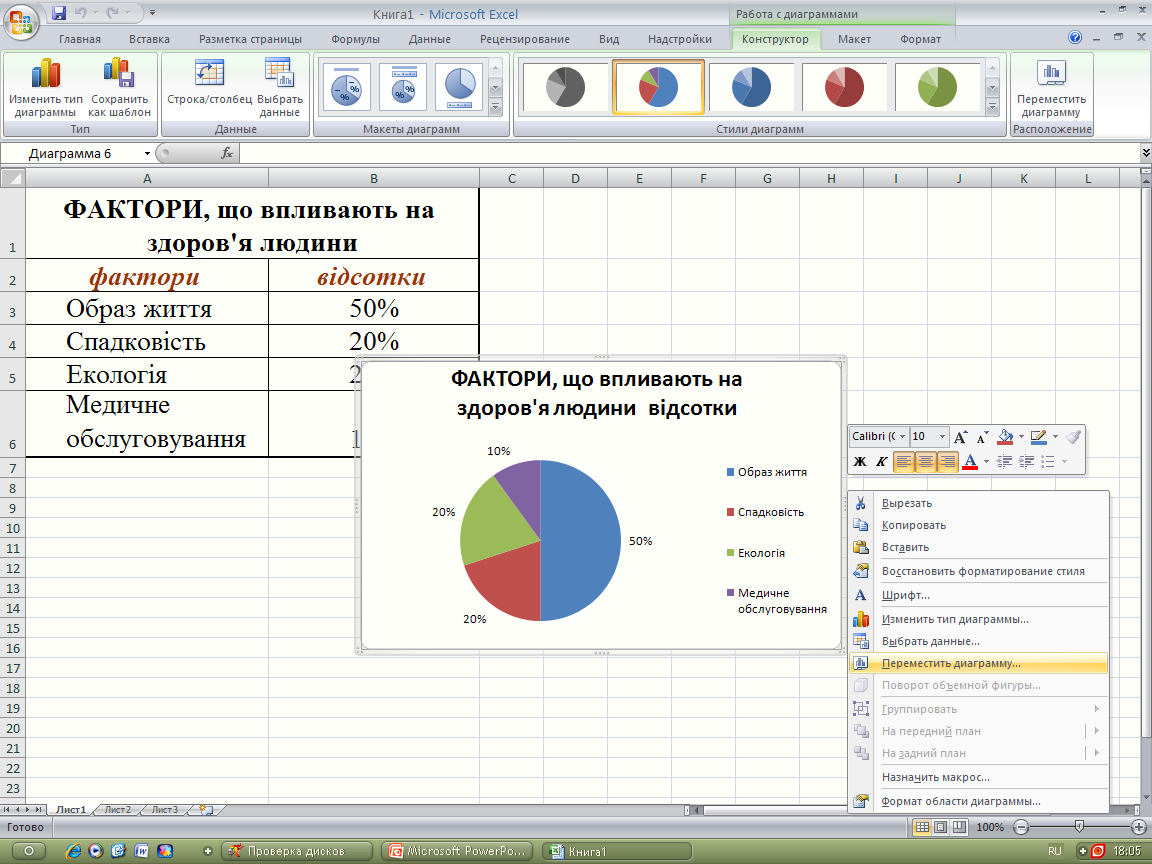 Книга1 - Microsoft Excel
Работа с диаграммами
Главная Вставка Разметка страницы Формулы Данные Рецензирование Вид Надстройки Конструктор Макет Формат
Изменить тип диаграммы
Сохранить как шаблон
Строка/столбец
Выбрать данные
Переместить диаграмму
Тип Данные Макеты диаграмм Стили диаграмм Расположение
Диаграмма 6
fx
A B C D E F G H I J K L
1 ФАКТОРИ, що впливають на
здоров'я людини
2 фактори відсотки
3 Образ життя 50%
4 Спадковість 20%
5 Екологія 2
6 Медичне
обслуговування 1
7
8
9
10
11
12
13
14
15
16
17
18
19
20
21
22
23
ФАКТОРИ, що впливають на
здоров'я людини відсотки
10%
20%
50%
20%
Образ життя
Спадковість
Екологія
Медичне
обслуговування
Calibri (С 10 A A
Ж К A
Вырезать
Копировать
Вставить
Восстановить форматирование стиля
Шрифт...
Изменить тип диаграммы...
Выбрать данные...
Переместить диаграмму...
Поворот объемной фигуры...
Группировать
На передний план
На задний план
Назначить макрос...
Формат области диаграммы...
Лист1 Лист2 Лист3
Готово 100%
Проверка дисков Microsoft PowerPo... Книга1 RU 18:05